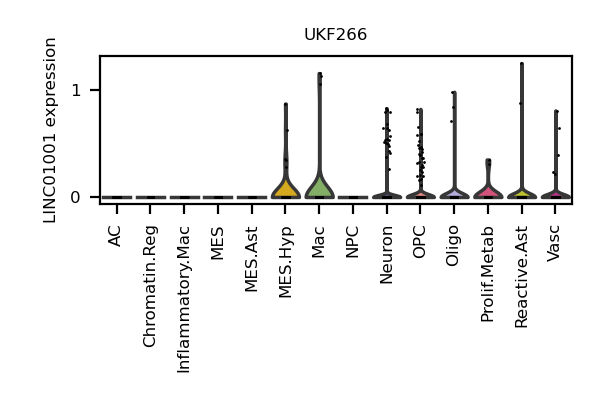 UKF266
LINC01001 expression
1
0
AC
Chromatin.Reg
Inflammatory.Mac
MES
MES.Ast
MES.Hyp
Mac
NPC
Neuron
OPC
Oligo
Prolif.Metab
Reactive.Ast
Vasc